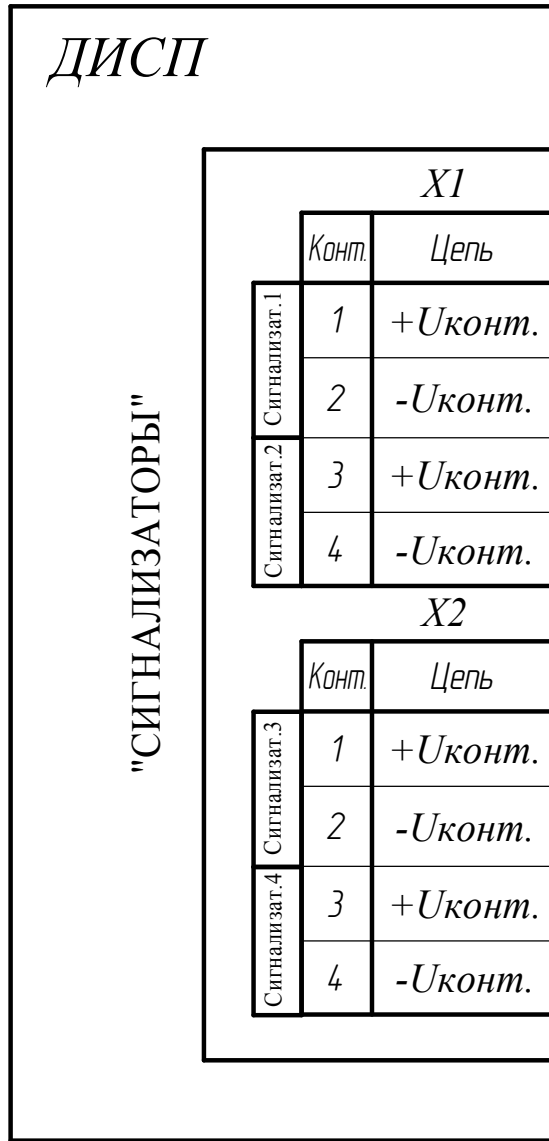 ДИСП
"СИГНАЛИЗАТОРЫ"
X1
Конт. Цепь
Сигнализат.1
1 +Uконт.
2 -Uконт.
Сигнализат.2
3 +Uконт.
4 -Uконт.
X2
Конт. Цепь
Сигнализат.3
1 +Uконт.
2 -Uконт.
Сигнализат.4
3 +Uконт.
4 -Uконт.